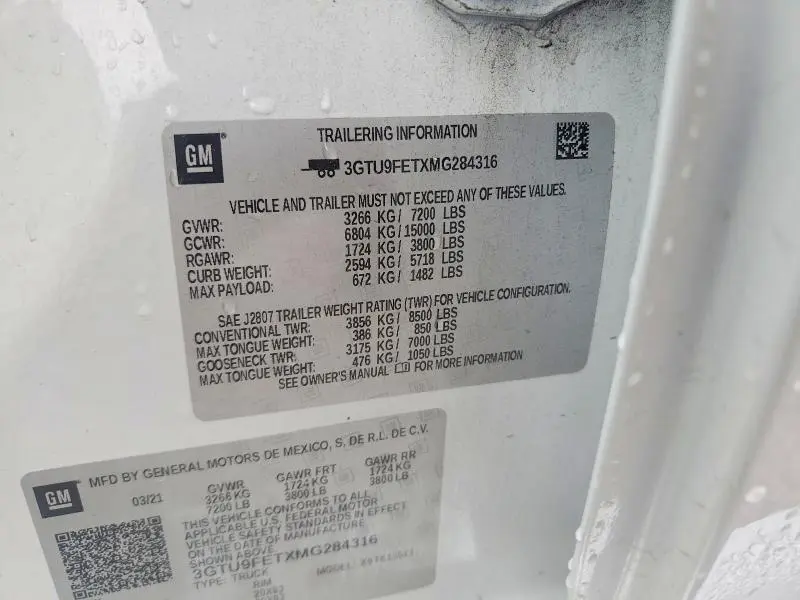 GM
TRAILERING INFORMATION
3GTU9FETXMG284316
VEHICLE AND TRAILER MUST NOT EXCEED ANY OF THESE VALUES.
GVWR: 3266 KG / 7200 LBS
GCWR: 6804 KG / 15000 LBS
RGAWR: 1724 KG / 3800 LBS
CURB WEIGHT: 2594 KG / 5718 LBS
MAX PAYLOAD: 672 KG / 1482 LBS
SAE J2807 TRAILER WEIGHT RATING (TWR) FOR VEHICLE CONFIGURATION.
CONVENTIONAL TWR: 3856 KG / 8500 LBS
MAX TONGUE WEIGHT: 386 KG / 850 LBS
GOOSENECK TWR: 3175 KG / 7000 LBS
MAX TONGUE WEIGHT: 476 KG / 1050 LBS
SEE OWNER'S MANUAL FOR MORE INFORMATION
GM
MFD BY GENERAL MOTORS DE MEXICO, S, DE R.L. DE C.V.
03/21 GVWR GAWR FRT GAWR RR
3266 KG 1724 KG 1724 KG
7200 LB 3800 LB 3800 LB
THIS VEHICLE CONFORMS TO ALL
APPLICABLE U.S. FEDERAL MOTOR
VEHICLE SAFETY STANDARDS IN EFFECT
ON THE DATE OF MANUFACTURE
SHOWN ABOVE.
3GTU9FETXMG284316
TYPE: TRUCK MODEL:
RIM